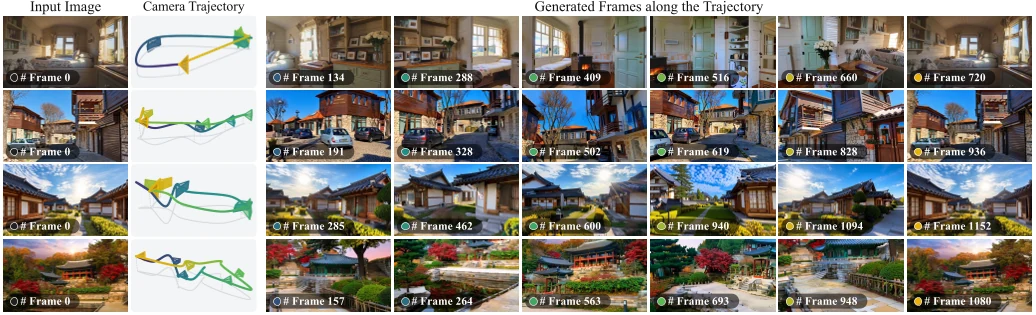 Input Image Camera Trajectory Generated Frames along the Trajectory
# Frame 0 # Frame 134 # Frame 288 # Frame 409 # Frame 516 # Frame 660 # Frame 720
# Frame 0 # Frame 191 # Frame 328 # Frame 502 # Frame 619 # Frame 828 # Frame 936
# Frame 0 # Frame 285 # Frame 462 # Frame 600 # Frame 940 # Frame 1094 # Frame 1152
# Frame 0 # Frame 157 # Frame 264 # Frame 563 # Frame 693 # Frame 948 # Frame 1080